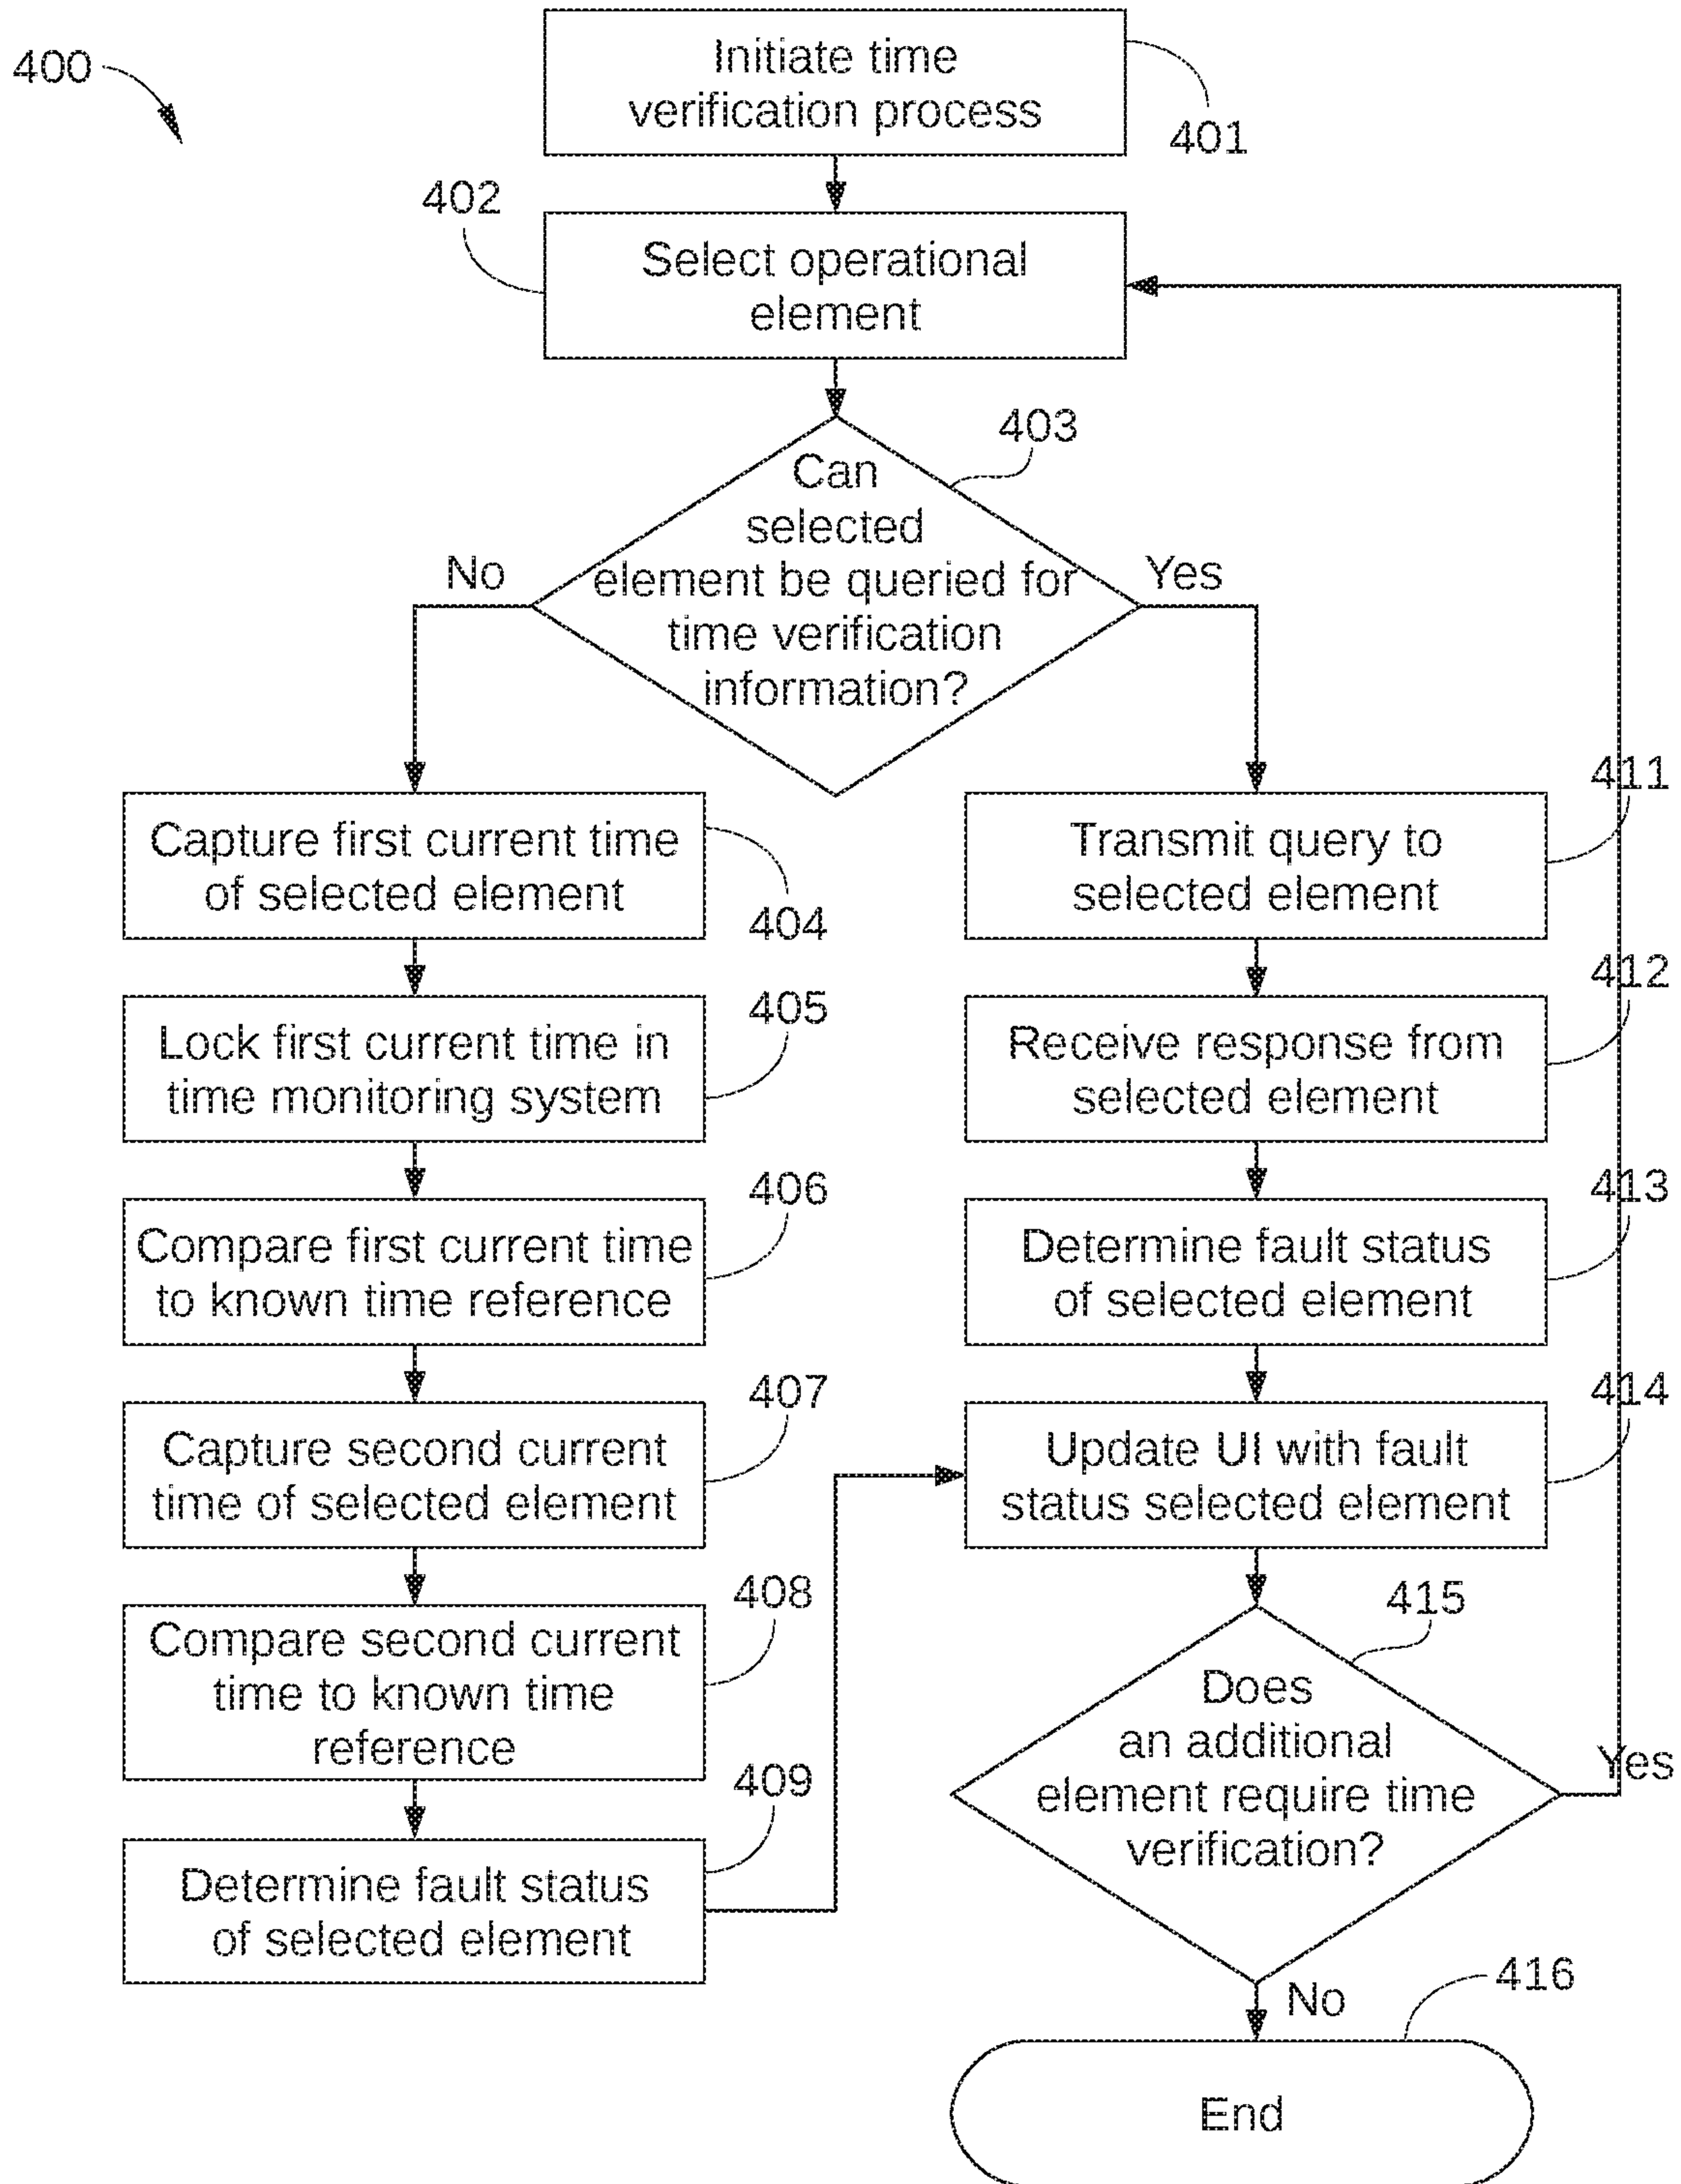 400
Initiate time
verification process
401
402
Select operational
element
403
Can
selected
element be queried for
time verification
information?
No
Yes
Capture first current time
of selected element
404
Lock first current time in
time monitoring system
405
Compare first current time
to known time reference
406
Capture second current
time of selected element
407
Compare second current
time to known time
reference
408
Determine fault status
of selected element
409
Transmit query to
selected element
411
Receive response from
selected element
412
Determine fault status
of selected element
413
Update UI with fault
status selected element
414
Does
an additional
element require time
verification?
415
Yes
No
416
End